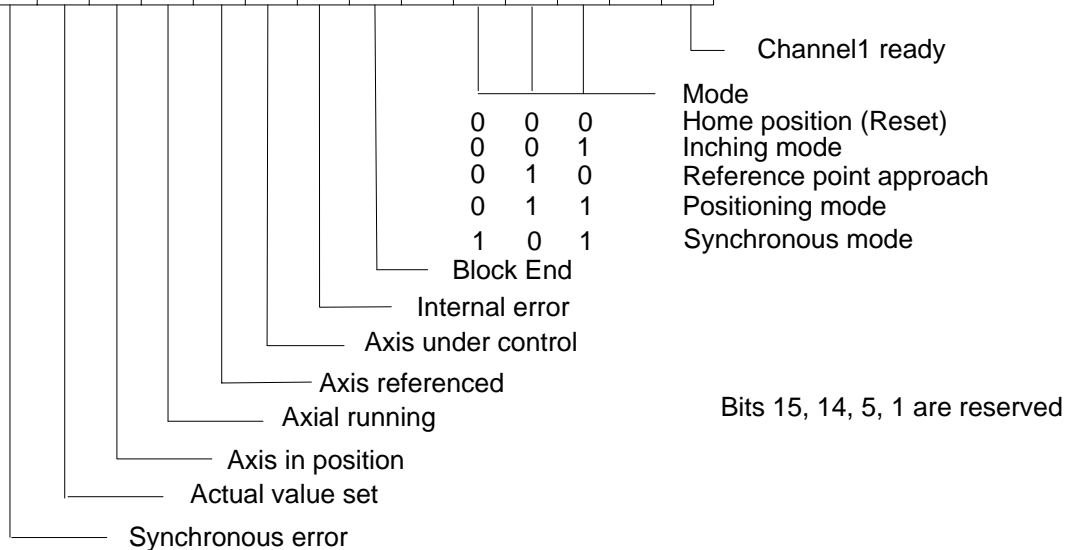 Channel1 ready
Mode
0 0 0 Home position (Reset)
0 0 1 Inching mode
0 1 0 Reference point approach
0 1 1 Positioning mode
1 0 1 Synchronous mode
Block End
Internal error
Axis under control
Axis referenced
Bits 15, 14, 5, 1 are reserved
Axial running
Axis in position
Actual value set
Synchronous error